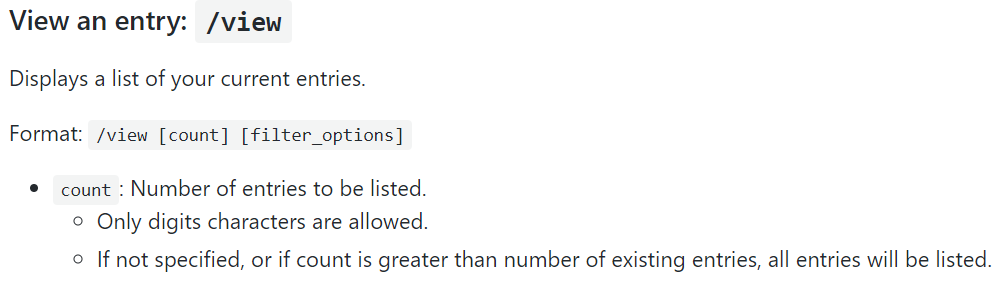 View an entry: /view
Displays a list of your current entries.
Format: /view [count] [filter_options]
count: Number of entries to be listed.
Only digits characters are allowed.
If not specified, or if count is greater than number of existing entries, all entries will be listed.